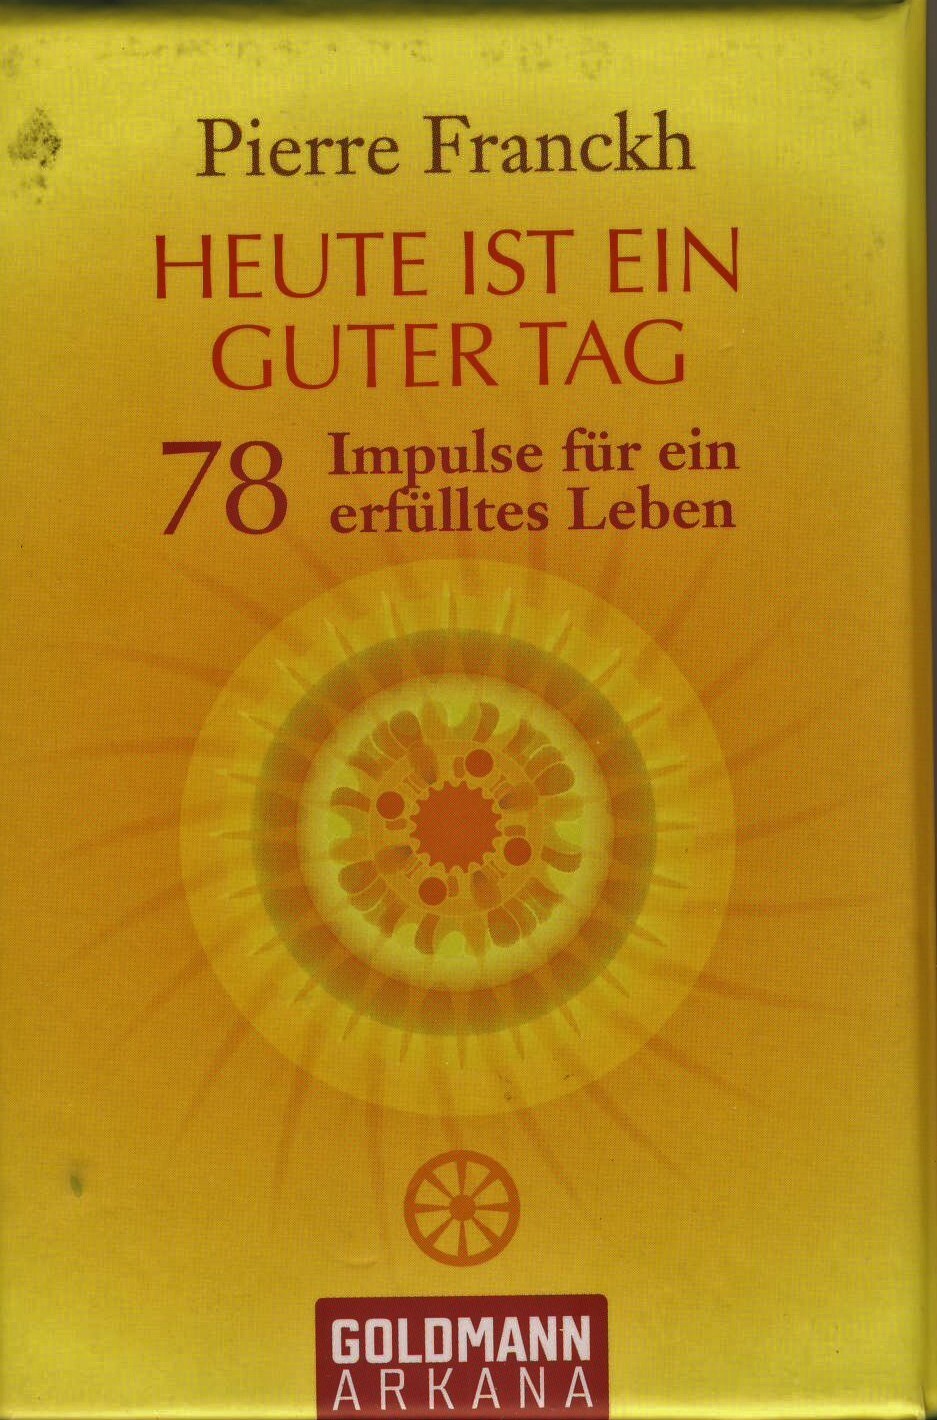 Pierre Franckh
HEUTE IST EIN
GUTER TAG
78 Impulse für ein
erfülltes Leben
GOLDMANN
ARKANA